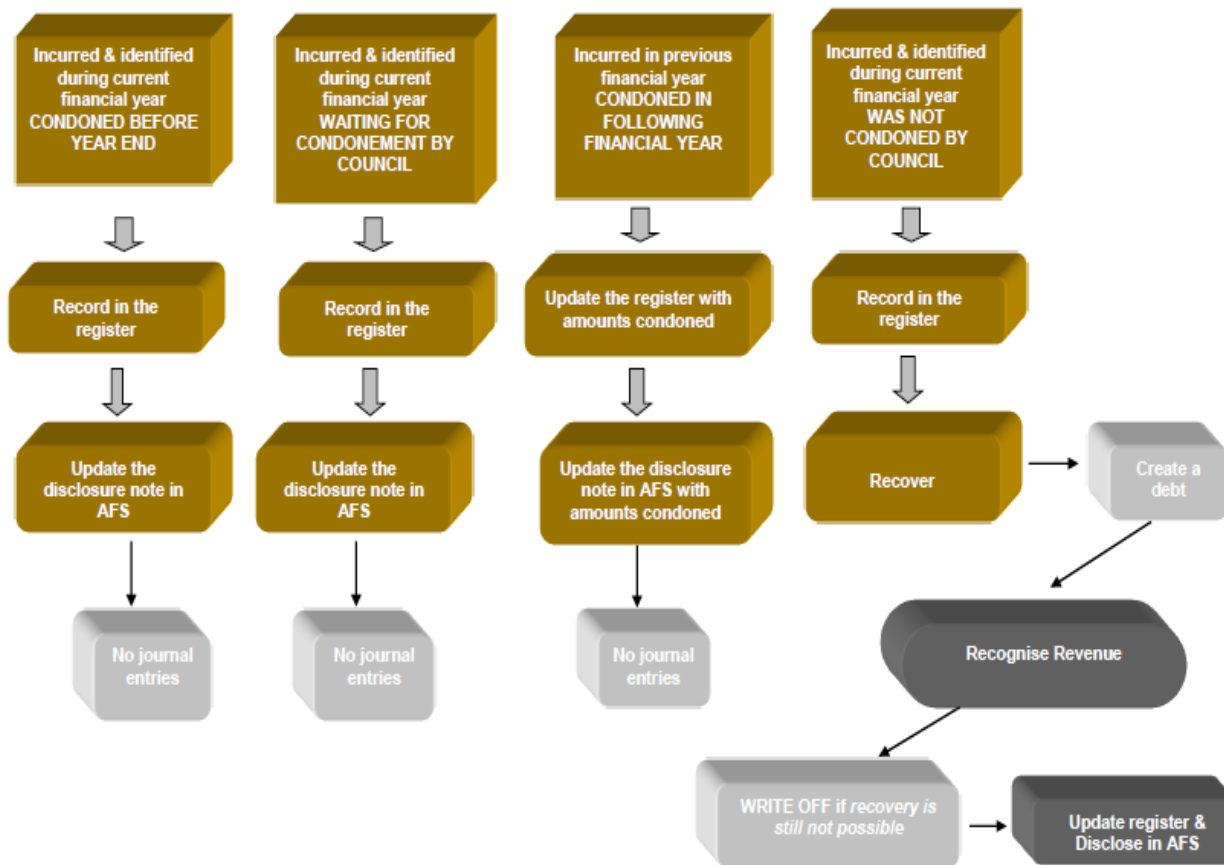 Incurred & identified
during current
financial year
CONDONED BEFORE
YEAR END
Incurred & identified
during current
financial year
WAITING FOR
CONDONEMENT BY
COUNCIL
Incurred in previous
financial year
CONDONED IN
FOLLOWING
FINANCIAL YEAR
Incurred & identified
during current
financial year
WAS NOT
CONDONED BY
COUNCIL
Record in the
register
Record in the
register
Update the register with
amounts condoned
Record in the
register
Update the
disclosure note in
AFS
Update the
disclosure note in
AFS
Update the disclosure
note in AFS with
amounts condoned
Recover
Create a
debt
No journal
entries
No journal
entries
No journal
entries
Recognise Revenue
WRITE OFF if recovery is
still not possible
Update register &
Disclose in AFS